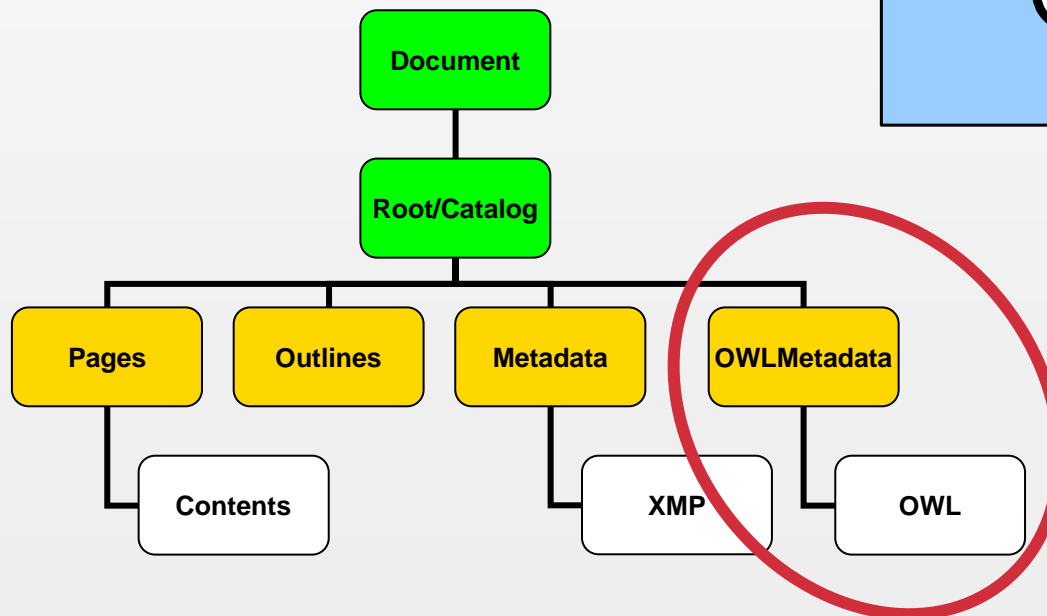 Document
Root/Catalog
Pages
Outlines
Metadata
OWLMetadata
Contents
XMP
OWL